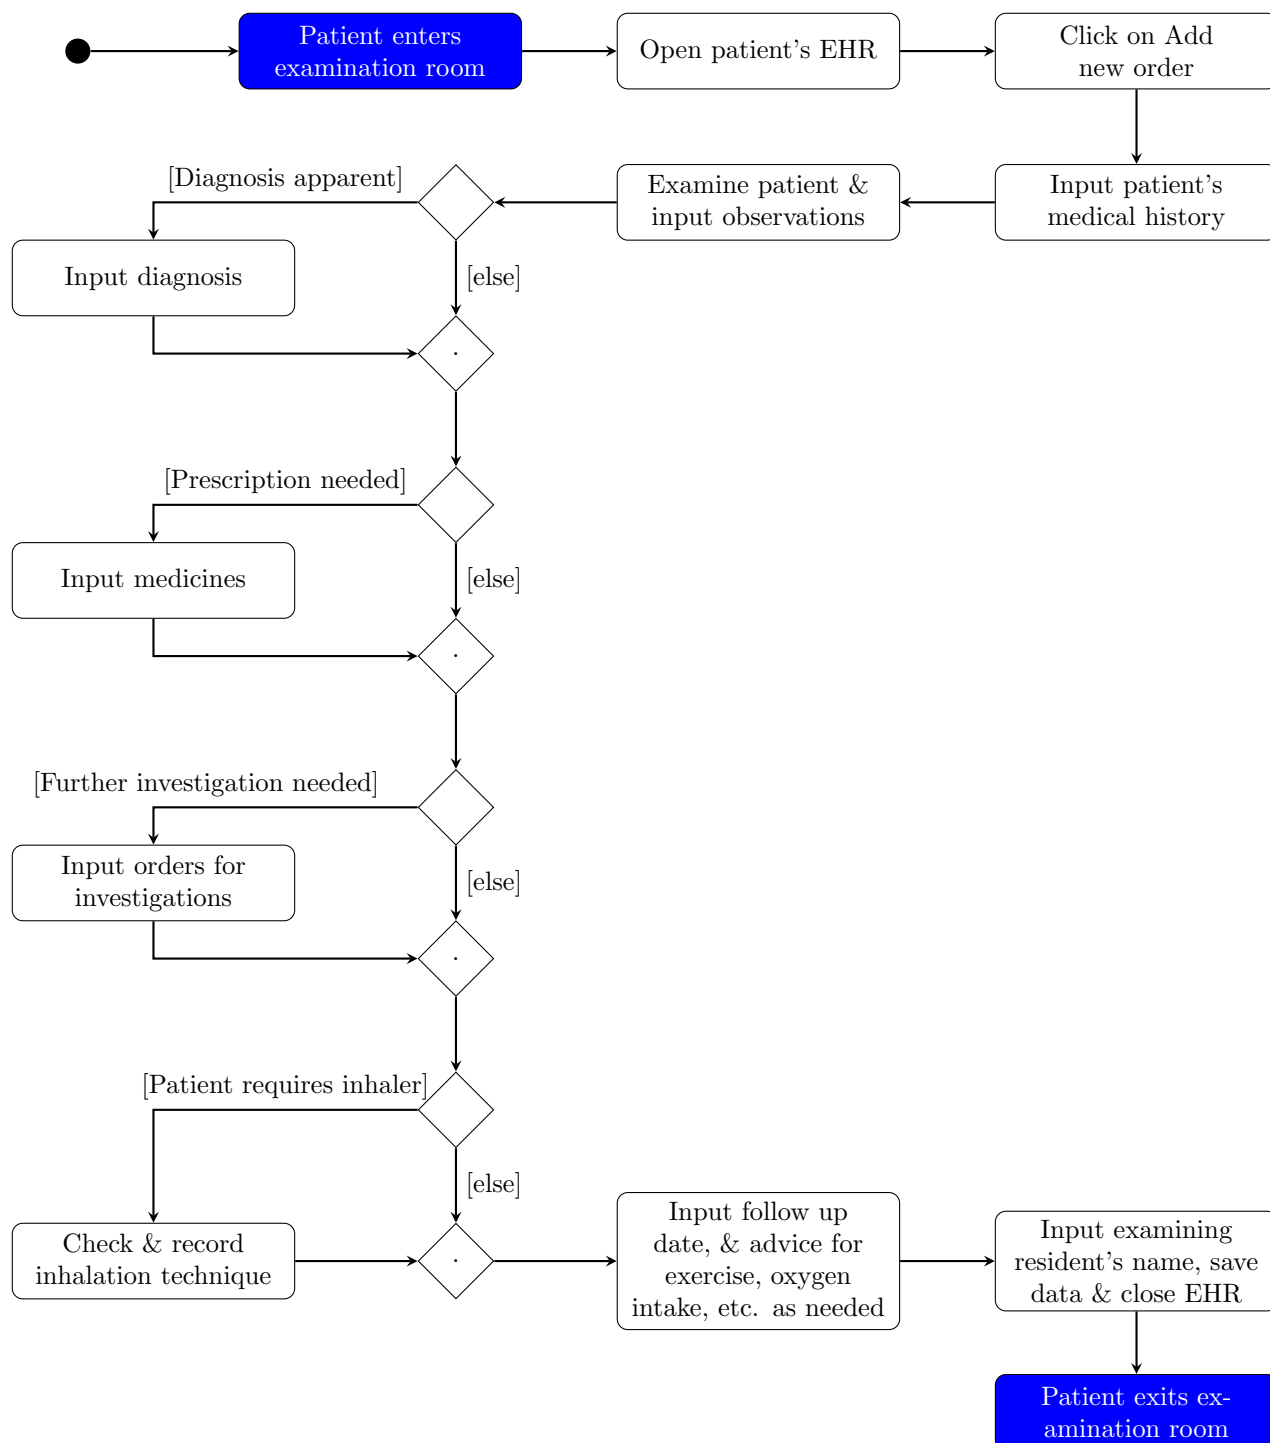 Patient enters
examination room
Open patient's EHR
Click on Add
new order
Input patient's
medical history
Examine patient &
input observations
[Diagnosis apparent]
Input diagnosis
[else]
[Prescription needed]
Input medicines
[else]
[Further investigation needed]
Input orders for
investigations
[else]
[Patient requires inhaler]
[else]
Check & record
inhalation technique
Input follow up
date, & advice for
exercise, oxygen
intake, etc. as needed
Input examining
resident's name, save
data & close EHR
Patient exits ex-
amination room